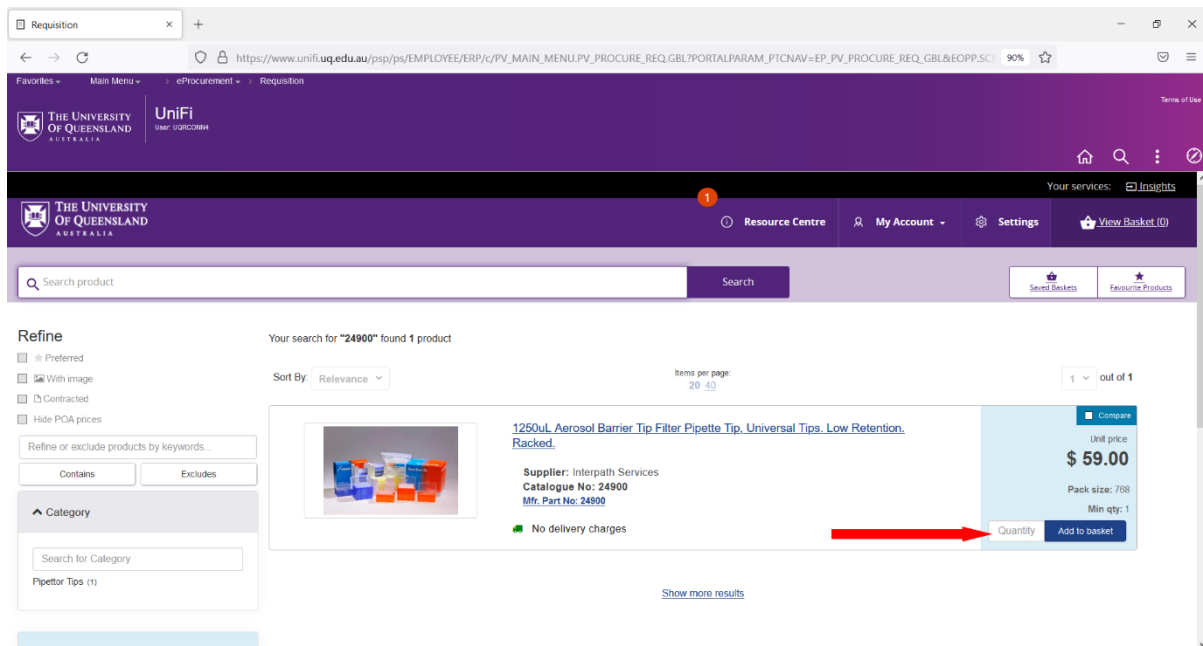 Requisition
https://www.unifi.uq.edu.au/psp/ps/EMPLOYEE/ERP/c/PV_MAIN_MENU.PV_PROCURE_REQ.GBL?PORTALPARAM_PTCNAV=EP_PV_PROCURE_REQ_GBL&EOPP.SC 90%
Favorites Main Menu > eProcurement > Requisition
Terms of Use
THE UNIVERSITY
OF QUEENSLAND
AUSTRALIA
UniFi
User: UQRCONN4
Your services: Insights
THE UNIVERSITY
OF QUEENSLAND
AUSTRALIA
1
Resource Centre My Account Settings View Basket (0)
Search product Search
Saved Baskets Favourite Products
Refine
Preferred
With image
Contracted
Hide POA prices
Refine or exclude products by keywords...
Contains Excludes
Category
Search for Category
Pipettor Tips (1)
Your search for "24900" found 1 product
Sort By: Relevance
Items per page:
20 40
1 out of 1
1250uL Aerosol Barrier Tip Filter Pipette Tip, Universal Tips. Low Retention.
Racked.
Supplier: Interpath Services
Catalogue No: 24900
Mfr. Part No: 24900
No delivery charges
Compare
Unit price
$ 59.00
Pack size: 768
Min qty: 1
Quantity Add to basket
Show more results